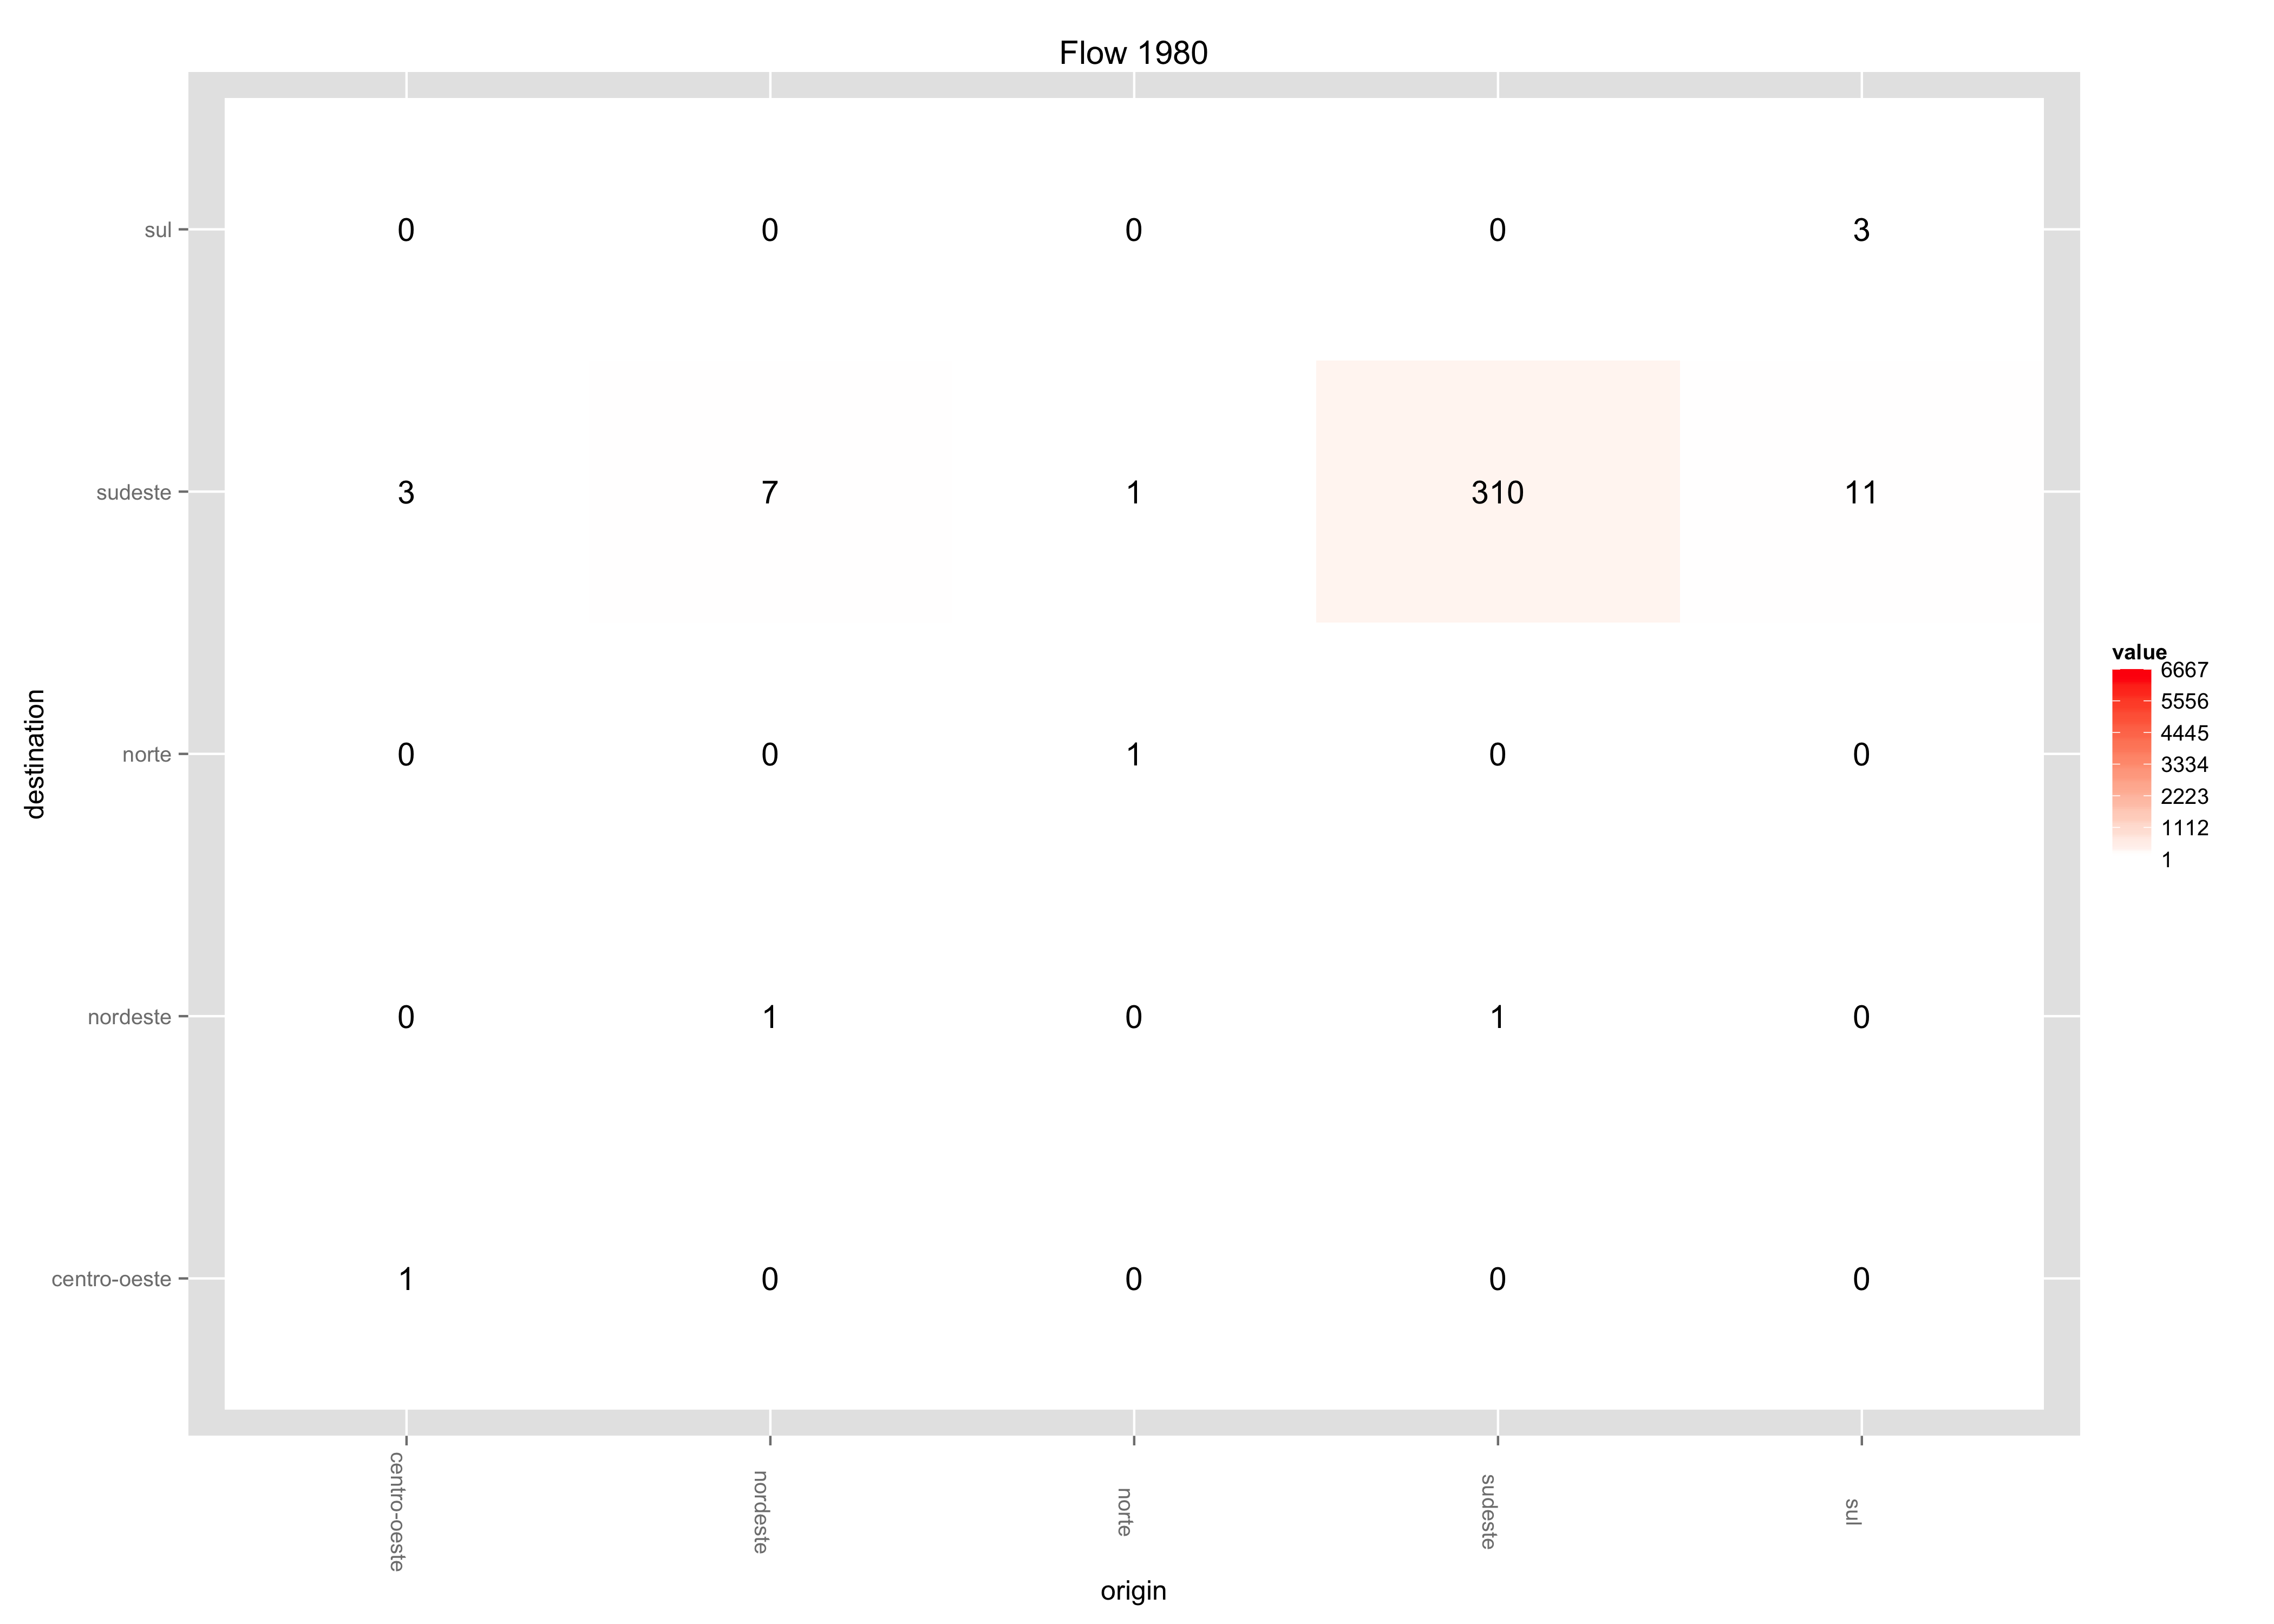 Flow 1980
sul 0 0 0 0 3
sudeste 3 7 1 310 11
norte 0 0 1 0 0
nordeste 0 1 0 1 0
centro-oeste 1 0 0 0 0
centro-oeste nordeste norte sudeste sul
origin
destination
value
6667
5556
4445
3334
2223
1112
1